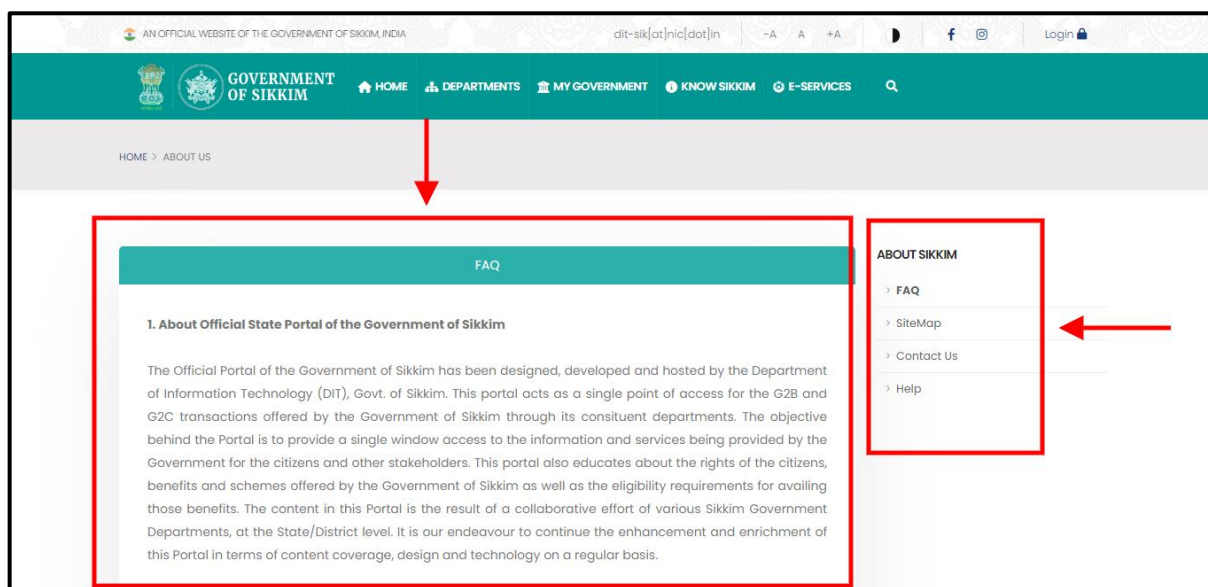 AN OFFICIAL WEBSITE OF THE GOVERNMENT OF SIKKIM, INDIA
dit-sik[at]nic[dot]in
-A A +A
Login
GOVERNMENT
OF SIKKIM
HOME
DEPARTMENTS
MY GOVERNMENT
KNOW SIKKIM
E-SERVICES
HOME > ABOUT US
FAQ
1. About Official State Portal of the Government of Sikkim
The Official Portal of the Government of Sikkim has been designed, developed and hosted by the Department
of Information Technology (DIT), Govt. of Sikkim. This portal acts as a single point of access for the G2B and
G2C transactions offered by the Government of Sikkim through its consituent departments. The objective
behind the Portal is to provide a single window access to the information and services being provided by the
Government for the citizens and other stakeholders. This portal also educates about the rights of the citizens,
benefits and schemes offered by the Government of Sikkim as well as the eligibility requirements for availing
those benefits. The content in this Portal is the result of a collaborative effort of various Sikkim Government
Departments, at the State/District level. It is our endeavour to continue the enhancement and enrichment of
this Portal in terms of content coverage, design and technology on a regular basis.
ABOUT SIKKIM
> FAQ
> SiteMap
> Contact Us
> Help